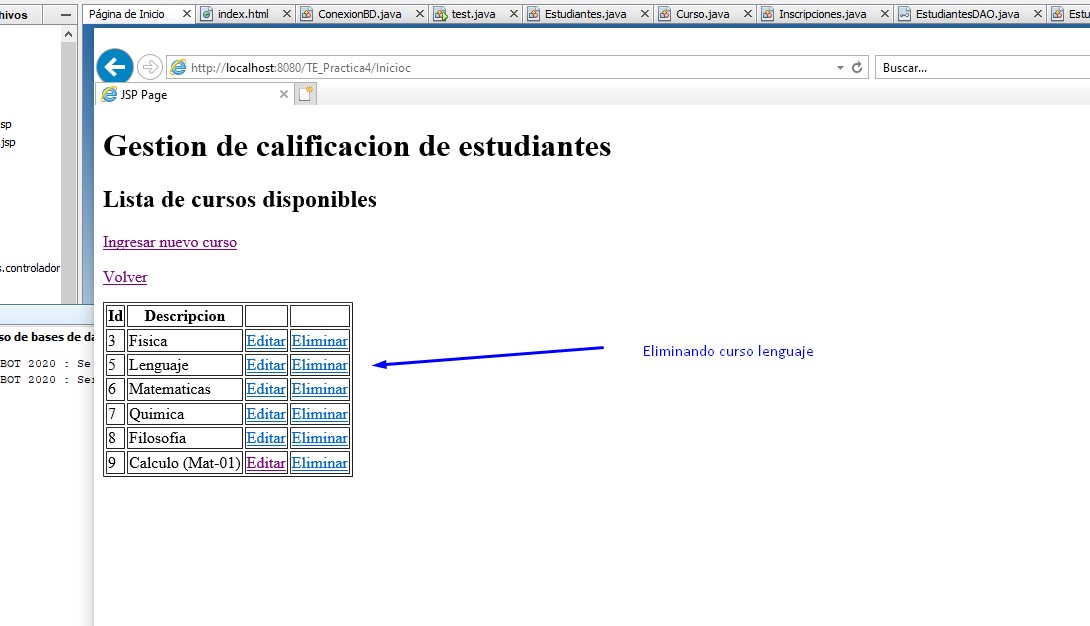 hivos
Página de Inicio
index.html
ConexionBD.java
test.java
Estudiantes.java
Curso.java
Inscripciones.java
EstudiantesDAO.java
Estu
http://localhost:8080/TE_Practica4/Inicioc
Buscar...
JSP Page
sp
.jsp
s.controlador
so de bases de da
BOT 2020 : Se
BOT 2020 : Ser
Gestion de calificacion de estudiantes
Lista de cursos disponibles
Ingresar nuevo curso
Volver
Id Descripcion
3 Fisica Editar Eliminar
5 Lenguaje Editar Eliminar
6 Matematicas Editar Eliminar
7 Quimica Editar Eliminar
8 Filosofia Editar Eliminar
9 Calculo (Mat-01) Editar Eliminar
Eliminando curso lenguaje